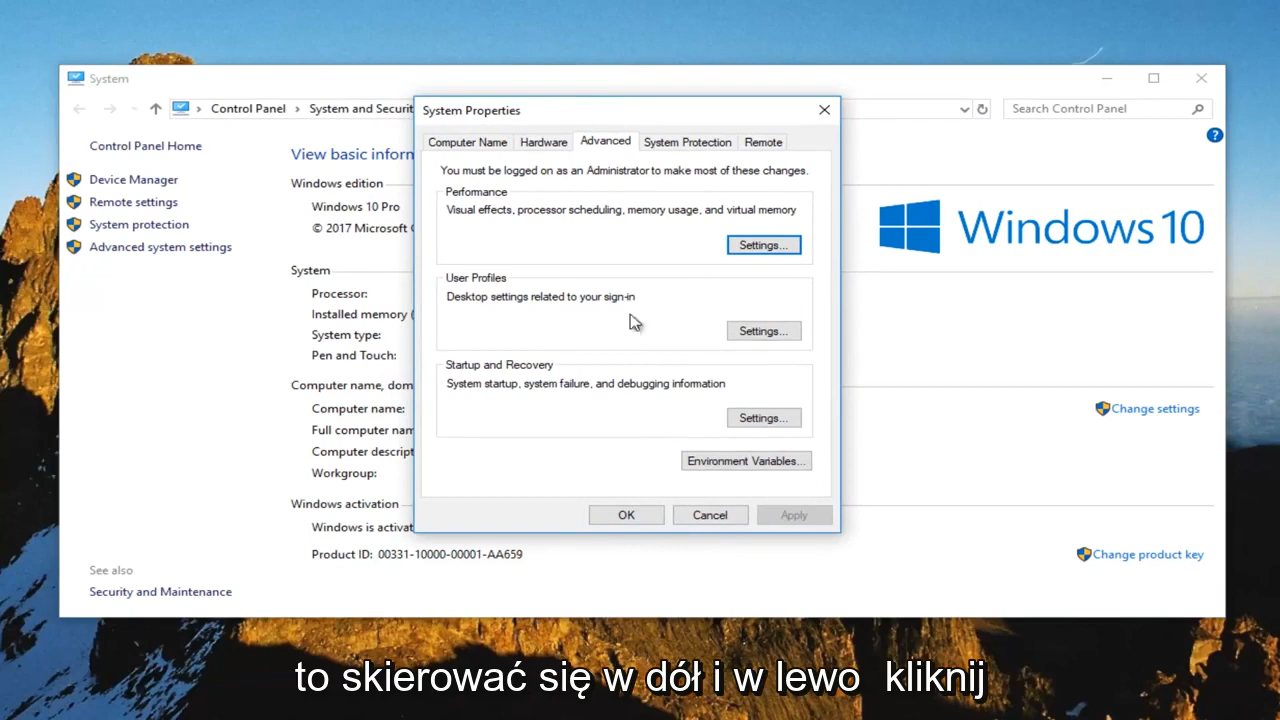 System
Control Panel > System and Securit
Search Control Panel
System Properties
Computer Name Hardware Advanced System Protection Remote
You must be logged on as an Administrator to make most of these changes.
Performance
Visual effects, processor scheduling, memory usage, and virtual memory
Settings...
User Profiles
Desktop settings related to your sign-in
Settings...
Startup and Recovery
System startup, system failure, and debugging information
Settings...
Environment Variables...
OK Cancel Apply
Control Panel Home
Device Manager
Remote settings
System protection
Advanced system settings
See also
Security and Maintenance
View basic inform
Windows edition
Windows 10 Pro
© 2017 Microsoft
System
Processor:
Installed memory (
System type:
Pen and Touch:
Computer name, dom
Computer name:
Full computer nam
Computer descript
Workgroup:
Windows activation
Windows is activat
Product ID: 00331-10000-00001-AA659
Windows 10
Change settings
Change product key
to skierować się w dół i w lewo kliknij